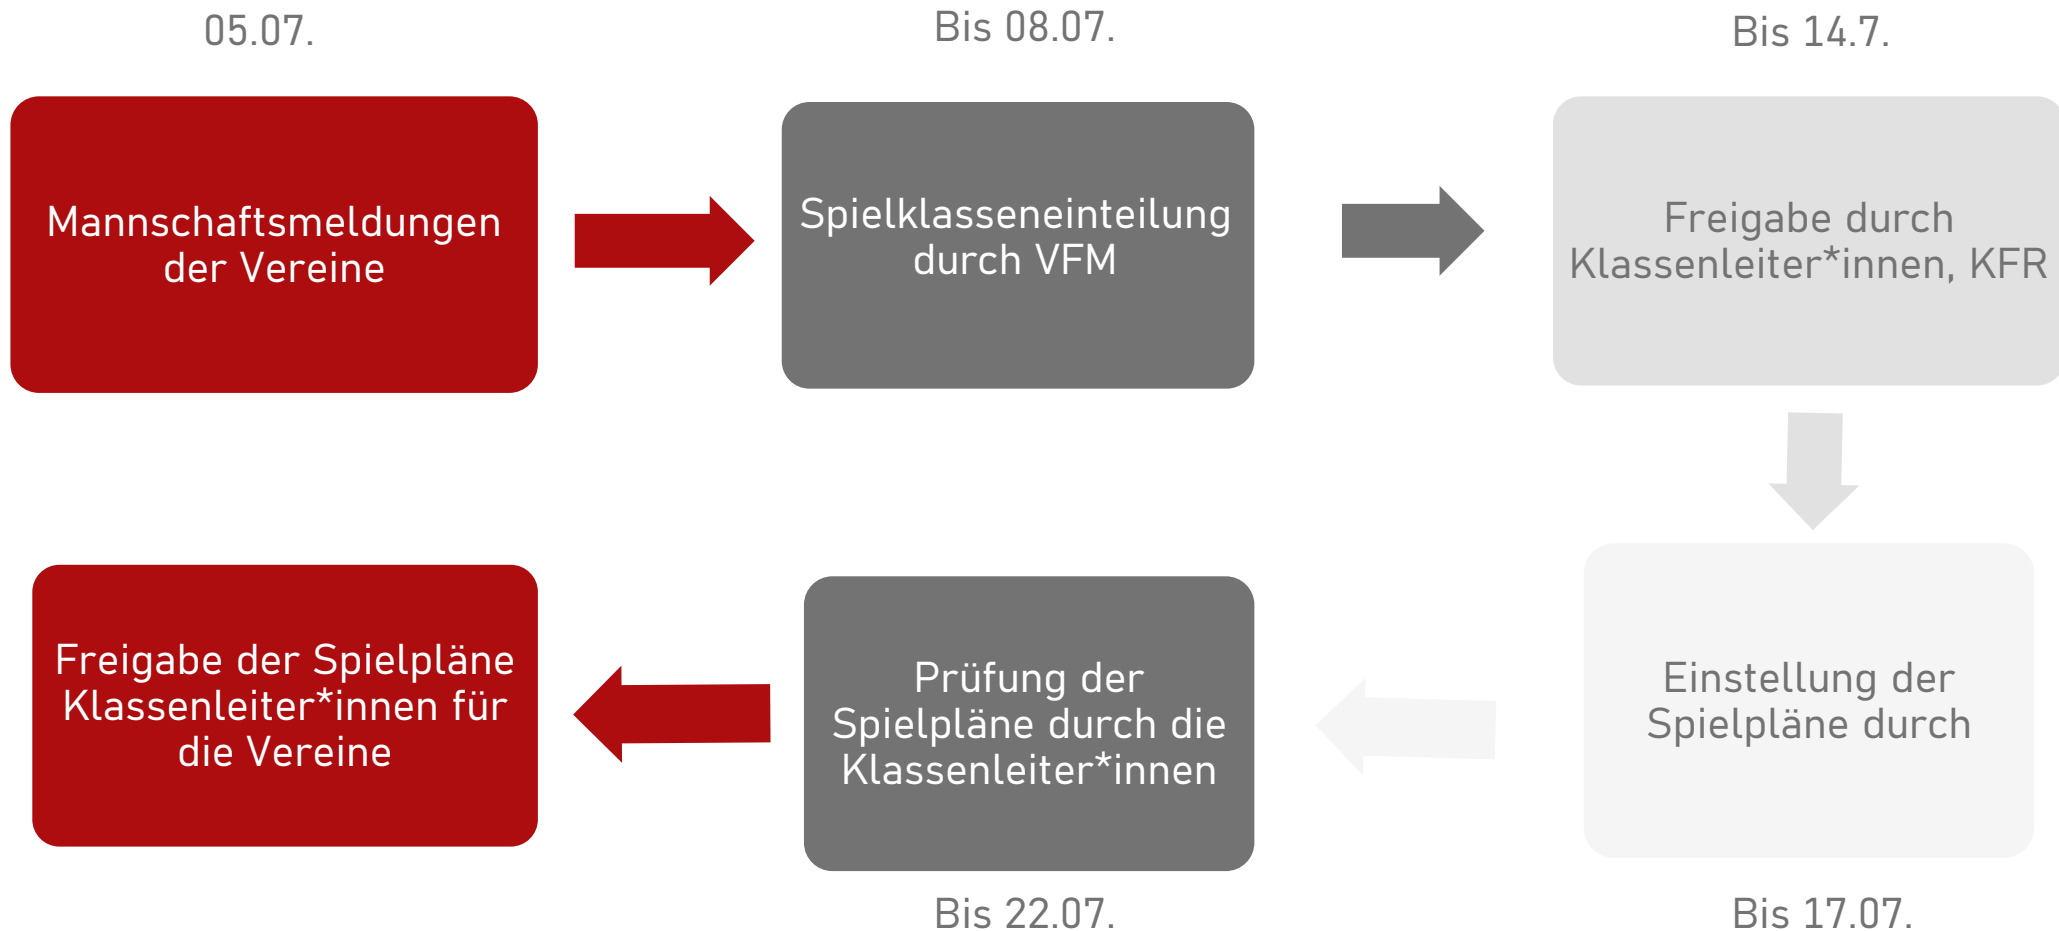 05.07.
Bis 08.07.
Bis 14.7.
Mannschaftsmeldungen
der Vereine
Spielklasseneinteilung
durch VFM
Freigabe durch
Klassenleiter*innen, KFR
Einstellung der
Spielpläne durch
Prüfung der
Spielpläne durch die
Klassenleiter*innen
Freigabe der Spielpläne
Klassenleiter*innen für
die Vereine
Bis 22.07.
Bis 17.07.